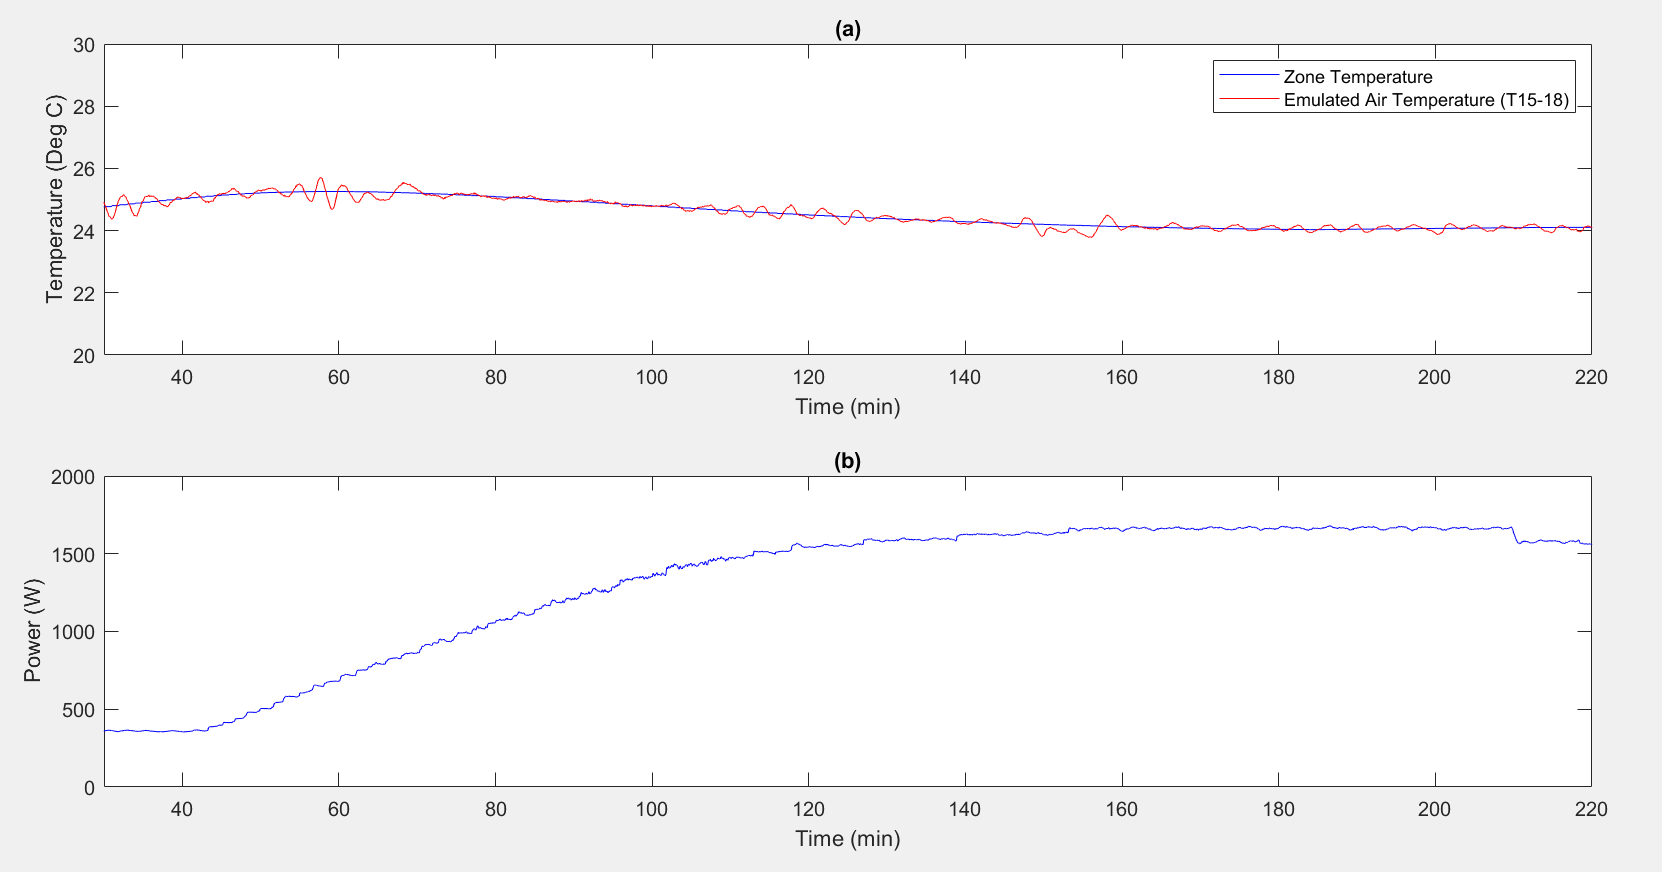 (a)
30
28
26
24
22
20
Temperature (Deg C)
Zone Temperature
Emulated Air Temperature (T15-18)
40 60 80 100 120 140 160 180 200 220
Time (min)
(b)
2000
1500
1000
500
0
Power (W)
40 60 80 100 120 140 160 180 200 220
Time (min)